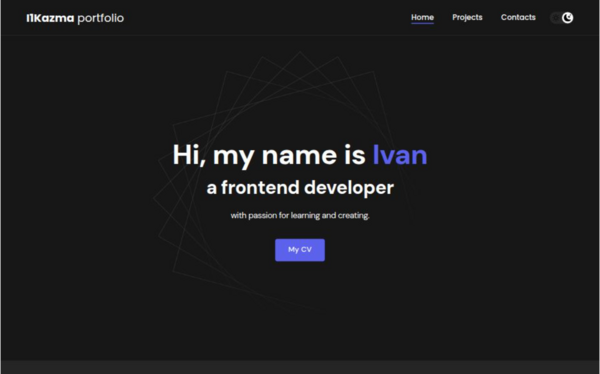 I1Kazma portfolio
Home Projects Contacts
Hi, my name is Ivan
a frontend developer
with passion for learning and creating.
My CV